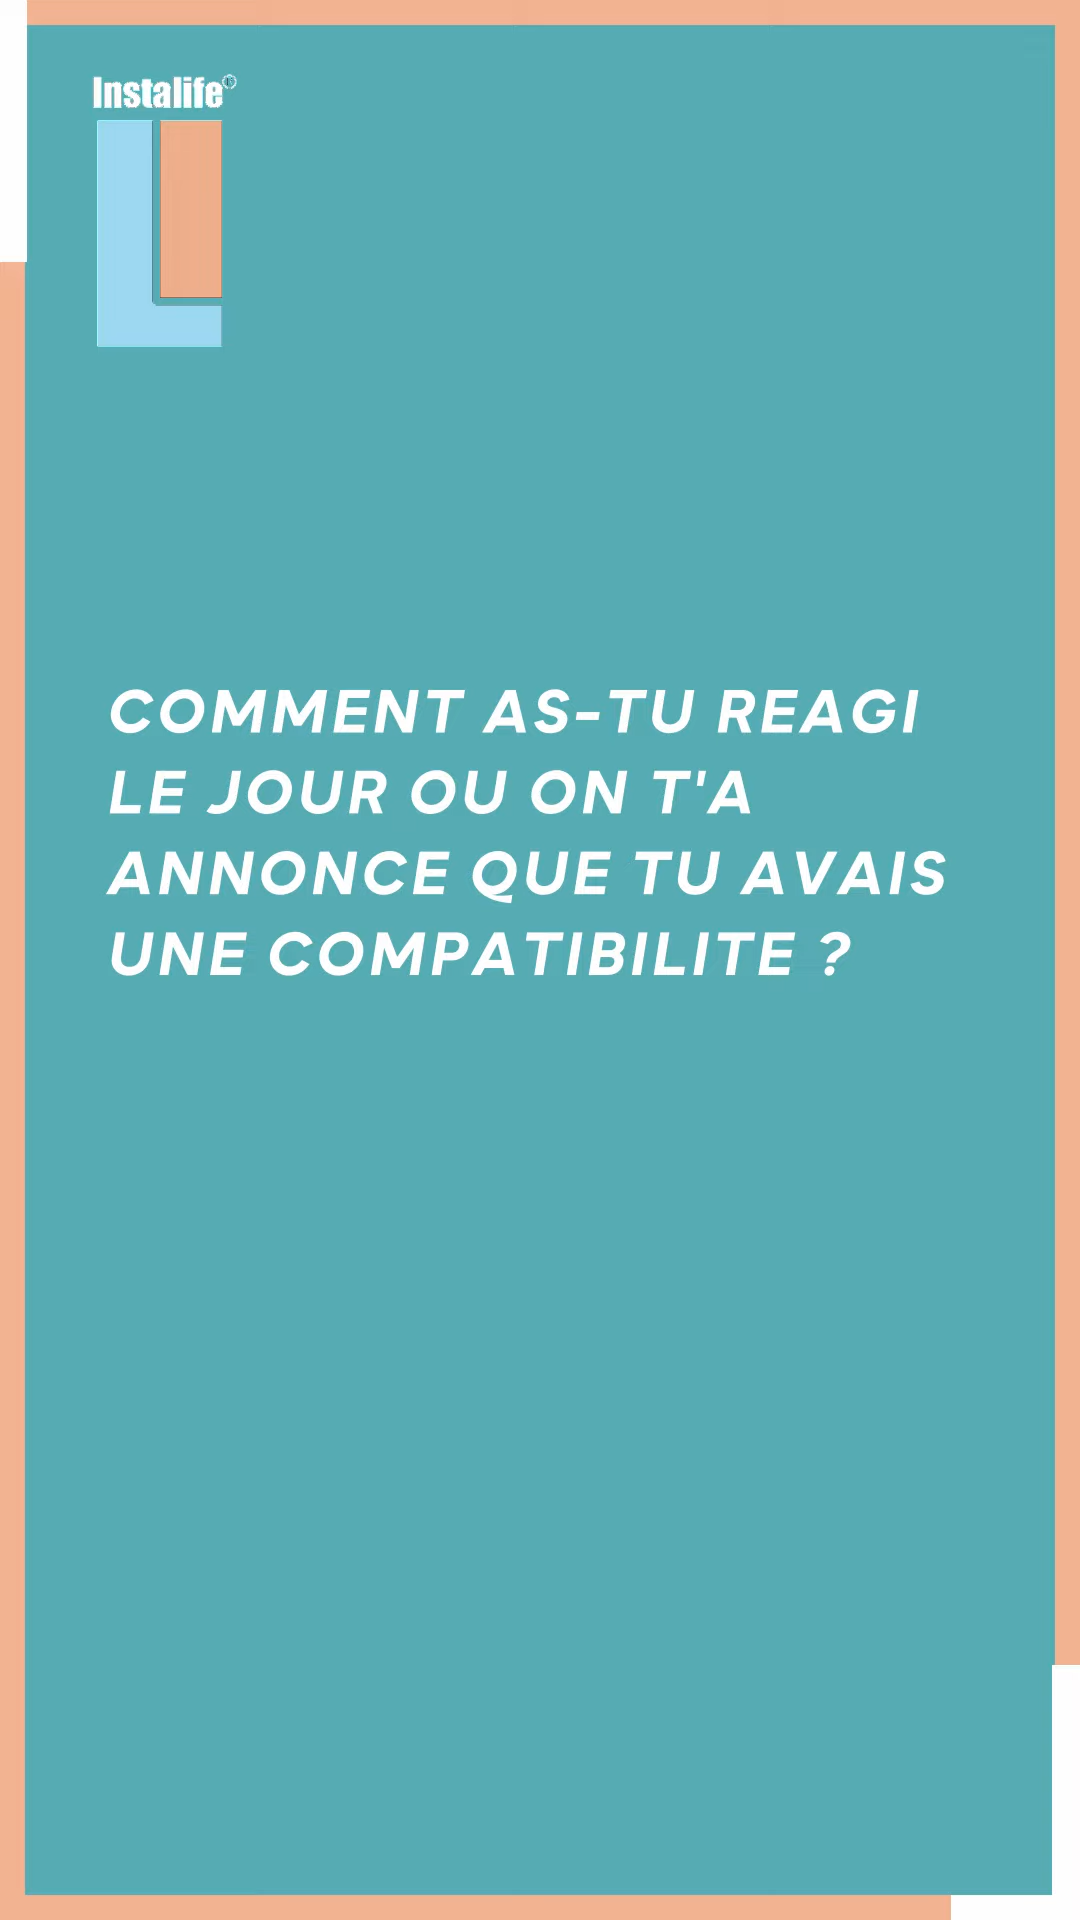 Instalife®
COMMENT AS-TU REAGI
LE JOUR OU ON T'A
ANNONCE QUE TU AVAIS
UNE COMPATIBILITE ?